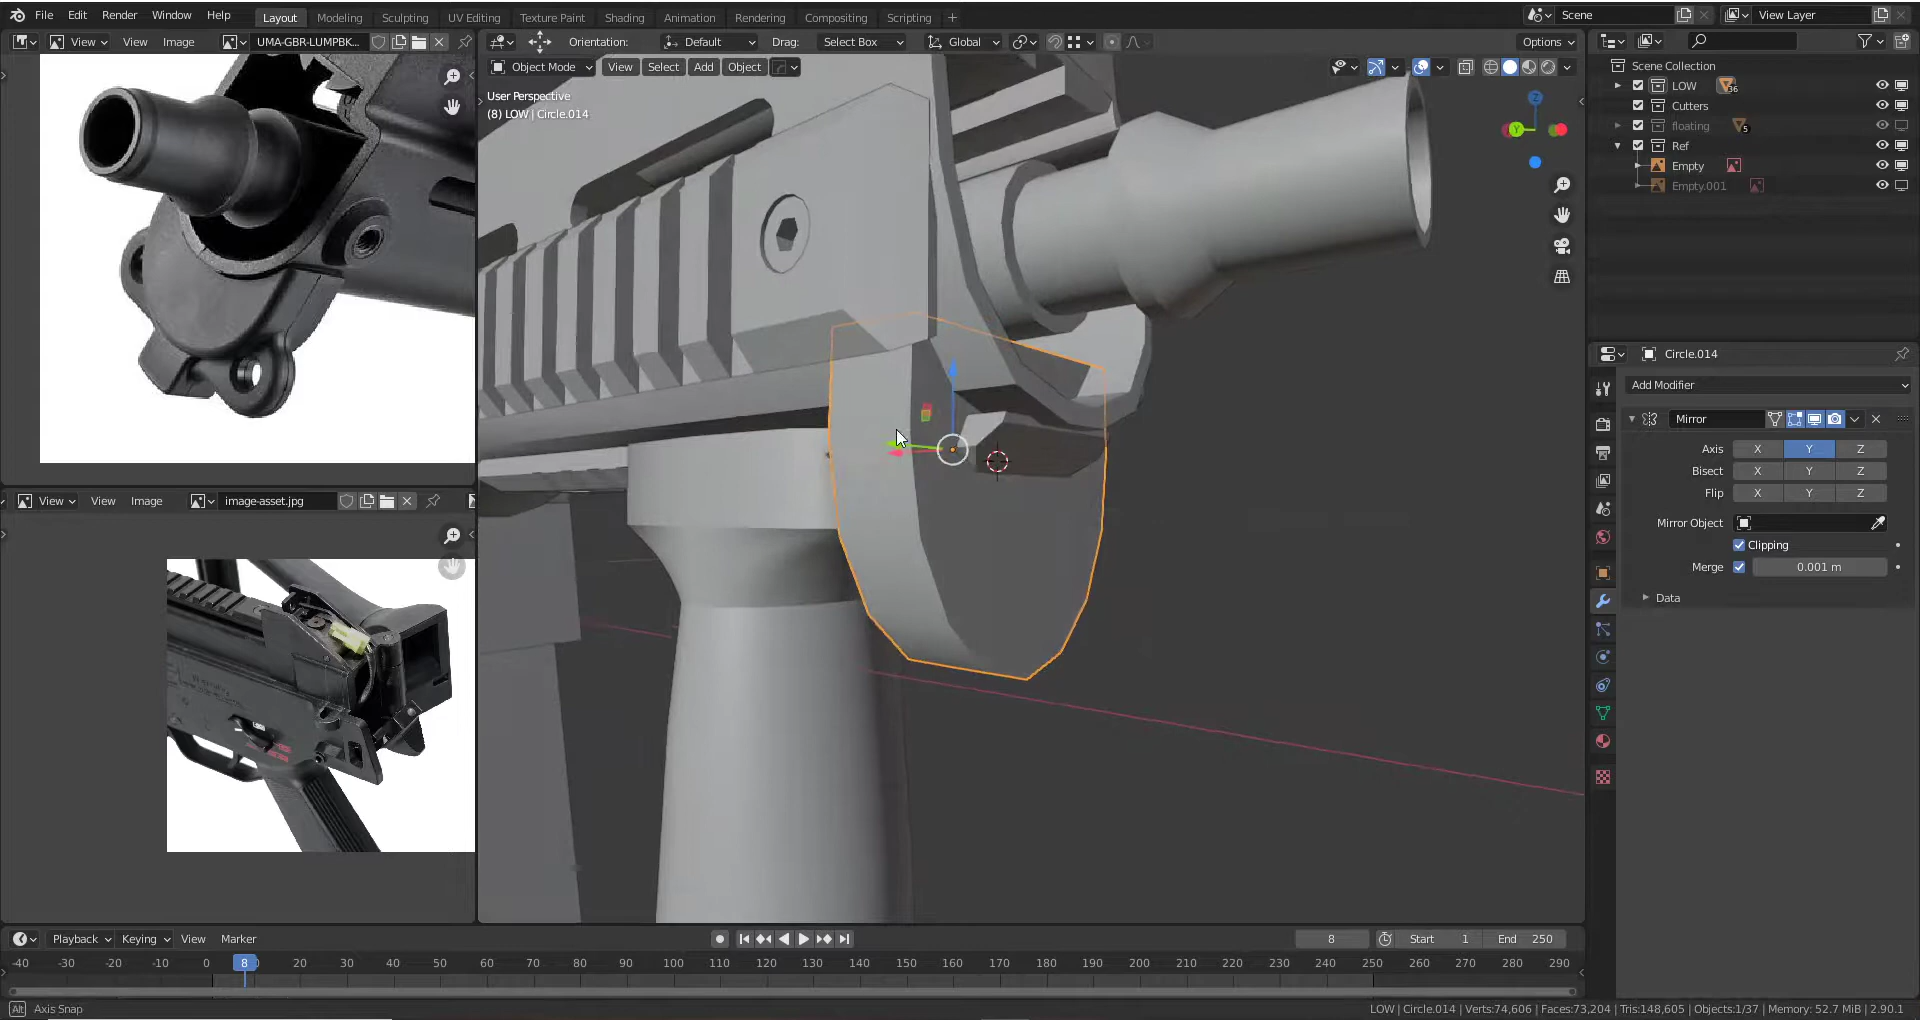 File Edit Render Window Help Layout Modeling Sculpting UV Editing Texture Paint Shading Animation Rendering Compositing Scripting + Scene View Layer
View View Image UMA-GBR-LUMPBK... Orientation: Default Drag: Select Box Global Options
Object Mode View Select Add Object
User Perspective
(8) LOW | Circle.014
Z
Y
Scene Collection
LOW 36
Cutters
floating 5
Ref
Empty
Empty.001
Circle.014
Add Modifier
Mirror
Axis X Y Z
Bisect X Y Z
Flip X Y Z
Mirror Object
Clipping
Merge 0.001 m
Data
View View Image image-asset.jpg
Playback Keying View Marker 8 Start 1 End 250
-40 -30 -20 -10 0 8 20 30 40 50 60 70 80 90 100 110 120 130 140 150 160 170 180 190 200 210 220 230 240 250 260 270 280 290
Alt Axis Snap LOW | Circle.014 | Verts:74,606 | Faces:73,204 | Tris:148,605 | Objects:1/37 | Memory: 52.7 MiB | 2.90.1